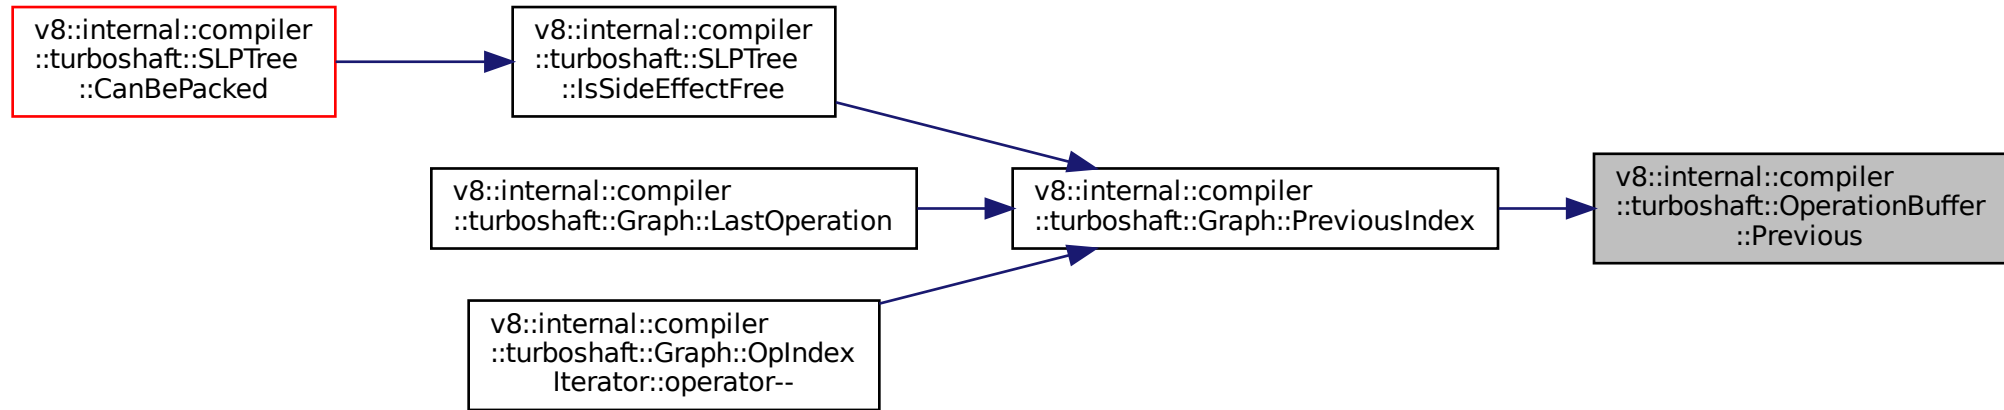 v8::internal::compiler
::turboshaft::SLPTree
::CanBePacked
v8::internal::compiler
::turboshaft::SLPTree
::IsSideEffectFree
v8::internal::compiler
::turboshaft::Graph::LastOperation
v8::internal::compiler
::turboshaft::Graph::OpIndex
Iterator::operator--
v8::internal::compiler
::turboshaft::Graph::PreviousIndex
v8::internal::compiler
::turboshaft::OperationBuffer
::Previous